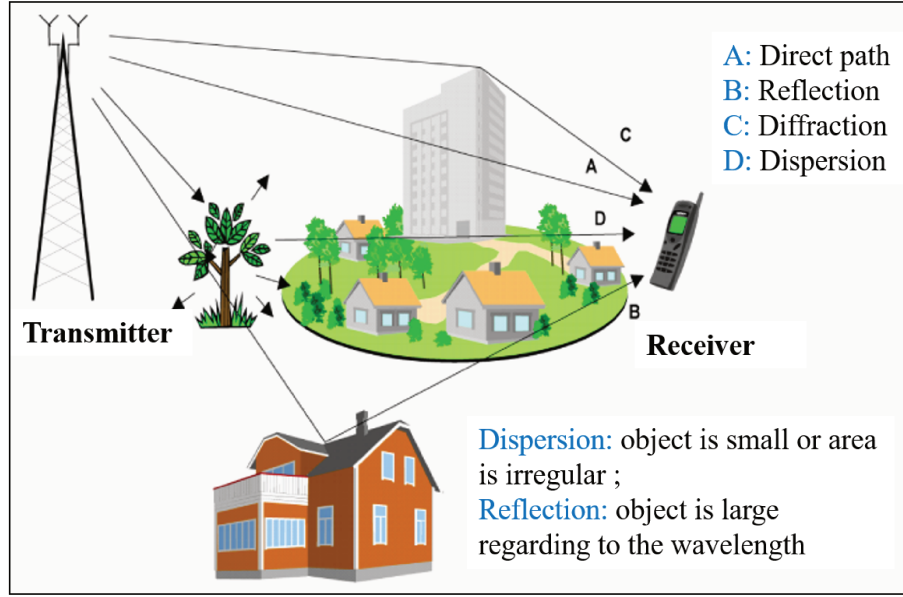 A: Direct path
B: Reflection
C: Diffraction
D: Dispersion
C
A
D
B
Transmitter
Receiver
Dispersion: object is small or area
is irregular ;
Reflection: object is large
regarding to the wavelength